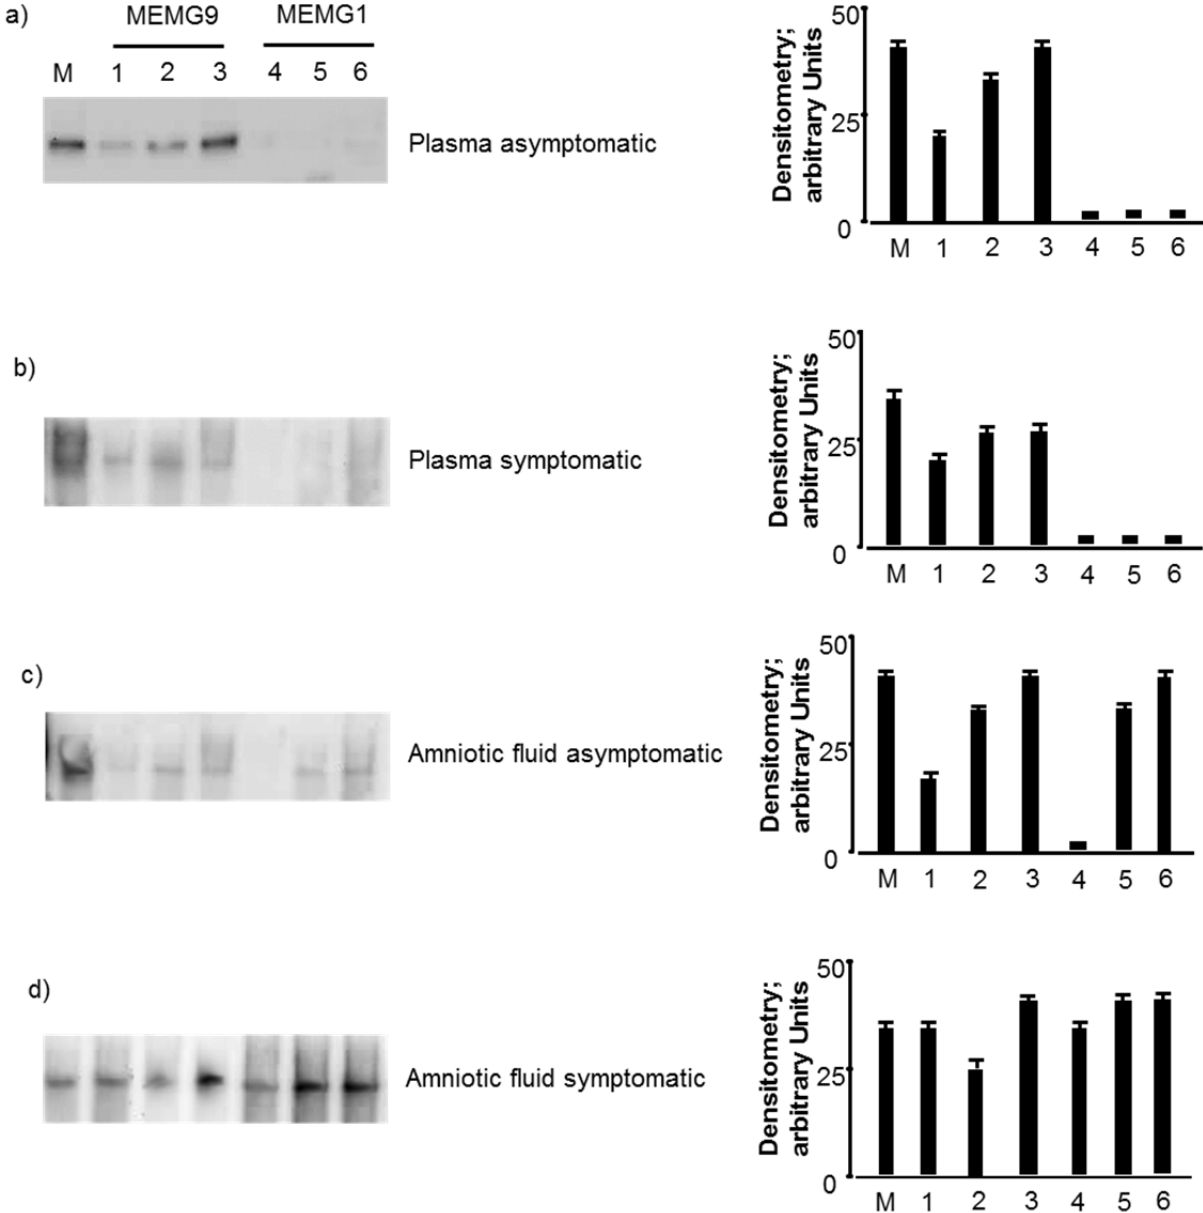 a)
MEMG9 MEMG1
M 1 2 3 4 5 6
Plasma asymptomatic
Densitometry;
arbitrary Units
50
25
0
M 1 2 3 4 5 6
b)
Plasma symptomatic
Densitometry;
arbitrary Units
50
25
0
M 1 2 3 4 5 6
c)
Amniotic fluid asymptomatic
Densitometry;
arbitrary Units
50
25
0
M 1 2 3 4 5 6
d)
Amniotic fluid symptomatic
Densitometry;
arbitrary Units
50
25
0
M 1 2 3 4 5 6